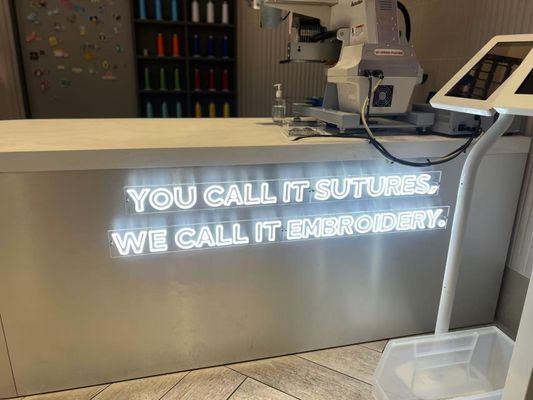 YOU CALL IT SUTURES,
WE CALL IT EMBROIDERY.